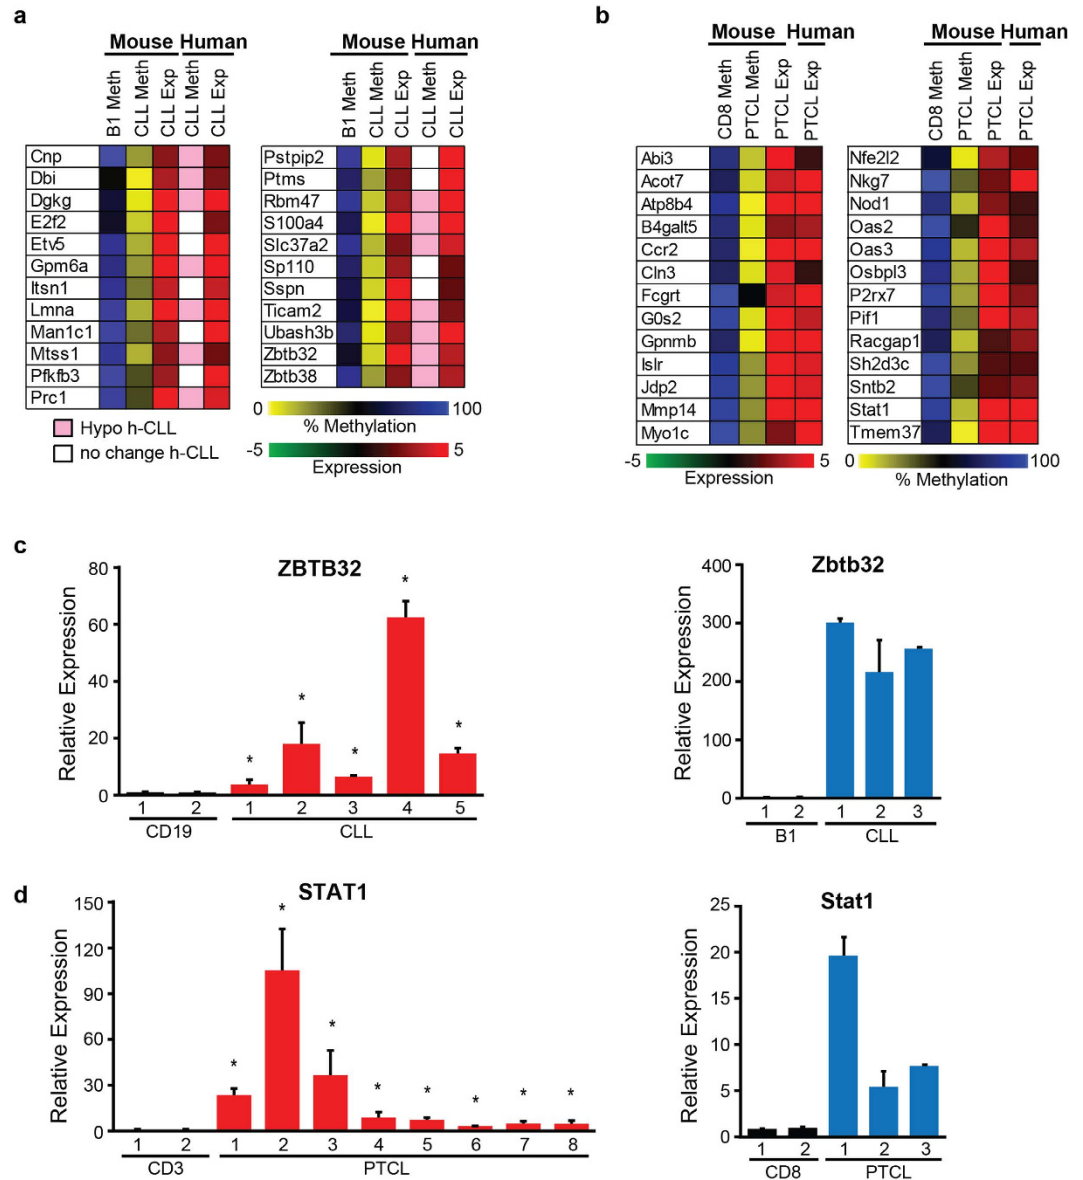 a
Mouse Human
B1 Meth
CLL Meth
CLL Exp
CLL Meth
CLL Exp
Cnp
Dbi
Dgkg
E2f2
Etv5
Gpm6a
Itsn1
Lmna
Man1c1
Mtss1
Pfkfb3
Prc1
Hypo h-CLL
no change h-CLL
Mouse Human
B1 Meth
CLL Meth
CLL Exp
CLL Meth
CLL Exp
Pstpip2
Ptms
Rbm47
S100a4
Slc37a2
Sp110
Sspn
Ticam2
Ubash3b
Zbtb32
Zbtb38
0 100
% Methylation
-5 5
Expression
b
Mouse Human
CD8 Meth
PTCL Meth
PTCL Exp
PTCL Exp
Abi3
Acot7
Atp8b4
B4galt5
Ccr2
Cln3
Fcgrt
G0s2
Gpnmb
Islr
Jdp2
Mmp14
Myo1c
-5 5
Expression
Mouse Human
CD8 Meth
PTCL Meth
PTCL Exp
PTCL Exp
Nfe2l2
Nkg7
Nod1
Oas2
Oas3
Osbpl3
P2rx7
Pif1
Racgap1
Sh2d3c
Sntb2
Stat1
Tmem37
0 100
% Methylation
c
ZBTB32
Relative Expression
80
60
40
20
0
* * * * *
1 2 1 2 3 4 5
CD19 CLL
Zbtb32
Relative Expression
400
300
200
100
0
1 2 1 2 3
B1 CLL
d
STAT1
Relative Expression
150
120
90
60
30
0
* * * * * * * *
1 2 1 2 3 4 5 6 7 8
CD3 PTCL
Stat1
Relative Expression
25
20
15
10
5
0
1 2 1 2 3
CD8 PTCL